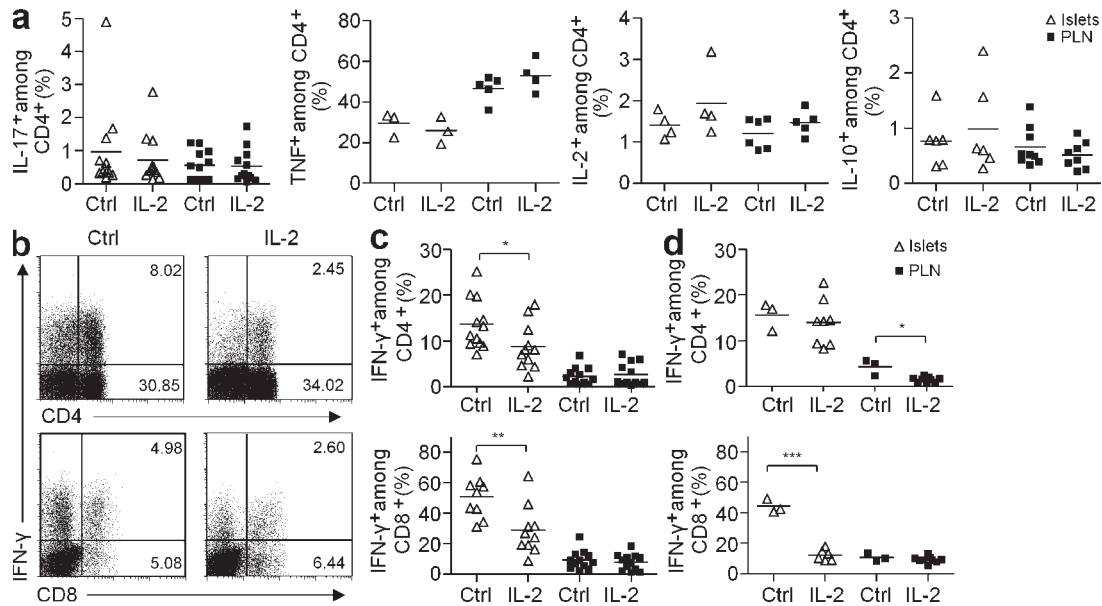 a
IL-17+among
CD4+(%)
5
4
3
2
1
0
Ctrl IL-2 Ctrl IL-2
TNF+among CD4+
(%)
80
60
40
20
0
Ctrl IL-2 Ctrl IL-2
IL-2+among CD4+
(%)
4
3
2
1
0
Ctrl IL-2 Ctrl IL-2
IL-10+among CD4+
(%)
3
2
1
0
Ctrl IL-2 Ctrl IL-2
Islets
PLN
b
Ctrl IL-2
8.02
30.85
2.45
34.02
CD4
4.98
5.08
2.60
6.44
CD8
IFN-γ
c
IFN-γ+among
CD4+(%)
30
20
10
0
*
Ctrl IL-2 Ctrl IL-2
IFN-γ+among
CD8+(%)
80
60
40
20
0
**
Ctrl IL-2 Ctrl IL-2
d
IFN-γ+among
CD4+(%)
30
20
10
0
*
Islets
PLN
Ctrl IL-2 Ctrl IL-2
IFN-γ+among
CD8+(%)
80
60
40
20
0
***
Ctrl IL-2 Ctrl IL-2